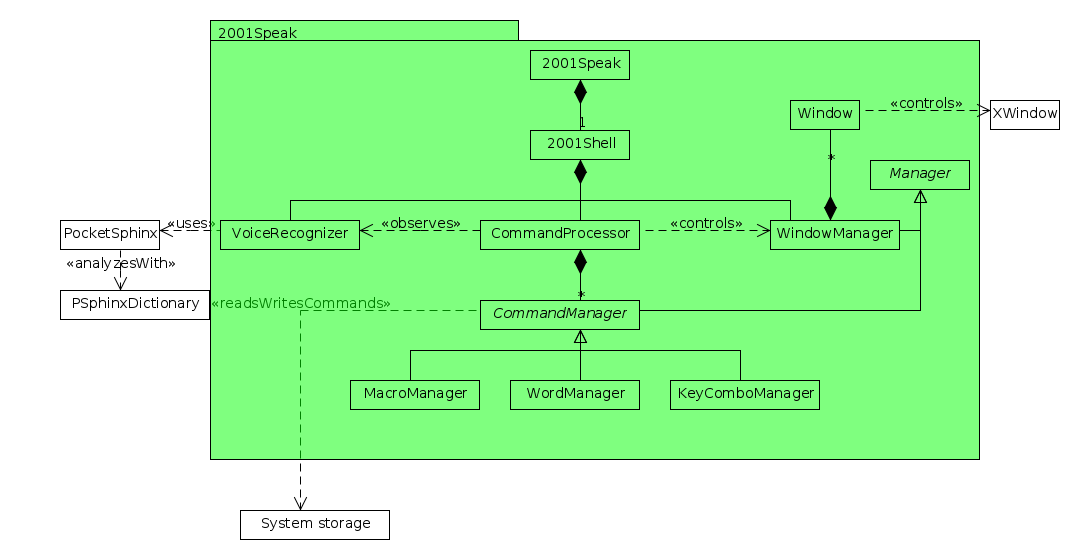 2001Speak
2001Speak
1
2001Shell
Window
«controls»
XWindow
*
Manager
PocketSphinx
«uses»
VoiceRecognizer
«observes»
CommandProcessor
«controls»
WindowManager
«analyzesWith»
PSphinxDictionary
«readsWritesCommands»
*
CommandManager
MacroManager
WordManager
KeyComboManager
System storage